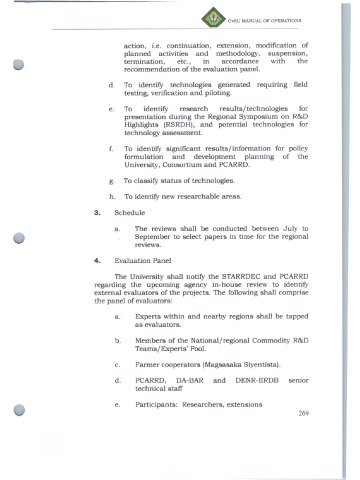 CvSU MANUAL OF OPERATIONS
action, i.e. continuation, extension, modification of
planned activities and methodology, suspension,
termination, etc., in accordance with the
recommendation of the evaluation panel.
d. To identify technologies generated requiring field
testing, verification and piloting.
e. To identify research results/technologies for
presentation during the Regional Symposium on R&D
Highlights (RSRDH), and potential technologies for
technology assessment.
f. To identify significant results/information for policy
formulation and development planning of the
University, Consortium and PCARRD.
g. To classify status of technologies.
h. To identify new researchable areas.
3. Schedule
a. The reviews shall be conducted between July to
September to select papers in time for the regional
reviews.
4. Evaluation Panel
The University shall notify the STARRDEC and PCARRD
regarding the upcoming agency in-house review to identify
external evaluators of the projects. The following shall comprise
the panel of evaluators:
a. Experts within and nearby regions shall be tapped
as evaluators.
b. Members of the National/regional Commodity R&D
Teams/Experts' Pool.
c. Farmer cooperators (Magsasaka Siyentista).
d. PCARRD, DA-BAR and DENR-ERDB senior
technical staff
e. Participants: Researchers, extensions
269